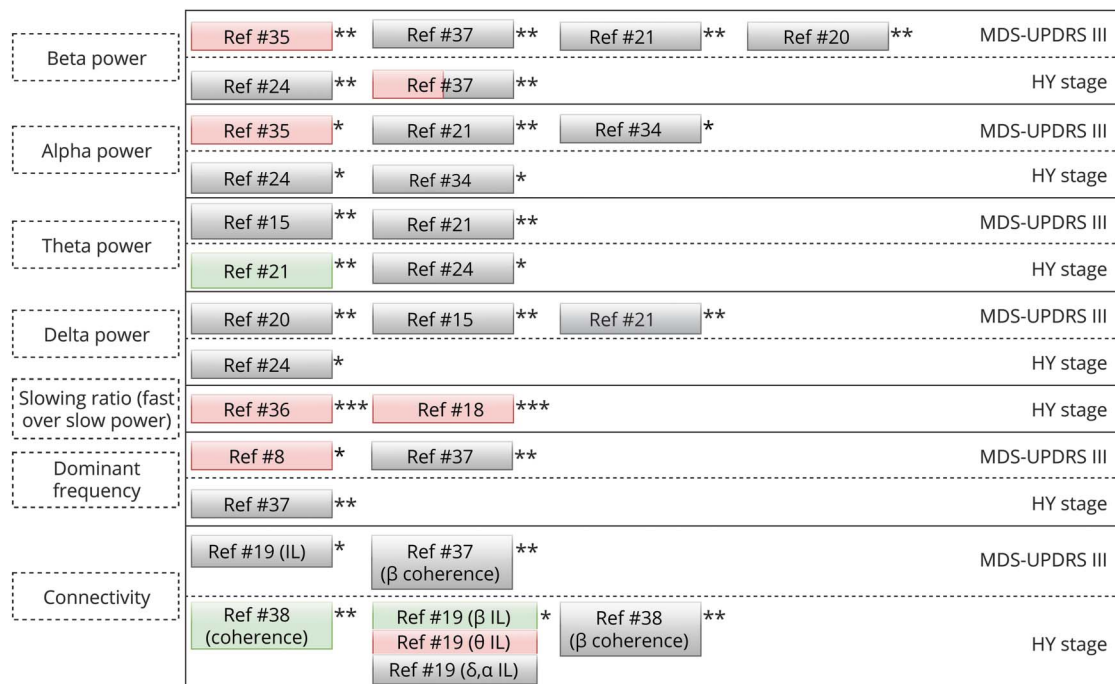 Beta power
Ref #35 ** Ref #37 ** Ref #21 ** Ref #20 ** MDS-UPDRS III
Ref #24 ** Ref #37 ** HY stage
Alpha power
Ref #35 * Ref #21 ** Ref #34 * MDS-UPDRS III
Ref #24 * Ref #34 * HY stage
Theta power
Ref #15 ** Ref #21 ** MDS-UPDRS III
Ref #21 ** Ref #24 * HY stage
Delta power
Ref #20 ** Ref #15 ** Ref #21 ** MDS-UPDRS III
Ref #24 * HY stage
Slowing ratio (fast
over slow power)
Ref #36 *** Ref #18 *** HY stage
Dominant
frequency
Ref #8 * Ref #37 ** MDS-UPDRS III
Ref #37 ** HY stage
Connectivity
Ref #19 (IL) * Ref #37 ** MDS-UPDRS III
(β coherence)
Ref #38 ** Ref #19 (β IL) * Ref #38 **
(coherence) Ref #19 (θ IL) (β coherence) HY stage
Ref #19 (δ,α IL)